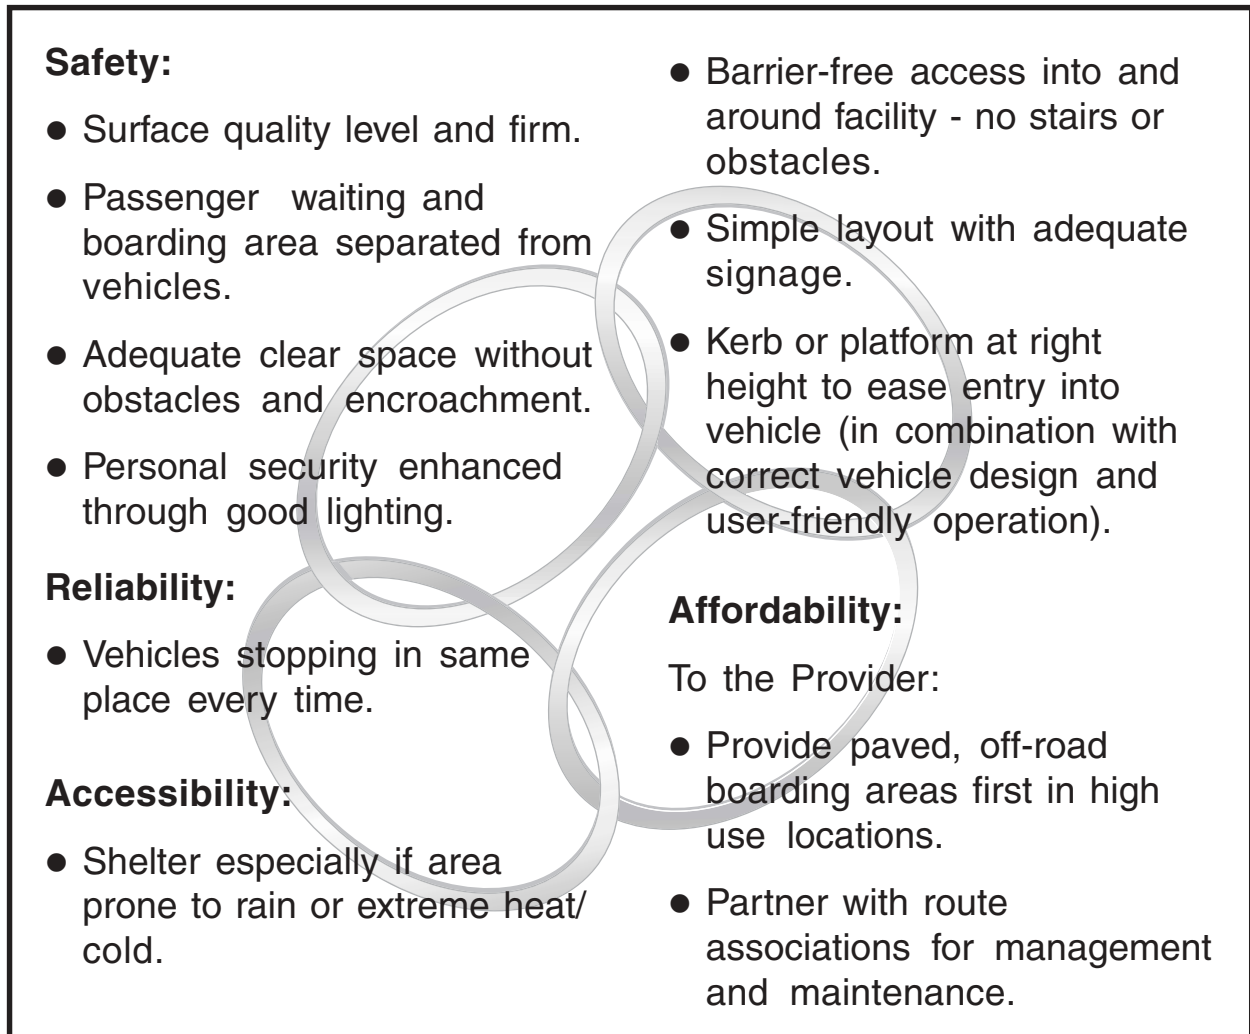 Safety:
● Surface quality level and firm.
● Passenger waiting and
boarding area separated from
vehicles.
● Adequate clear space without
obstacles and encroachment.
● Personal security enhanced
through good lighting.
Reliability:
● Vehicles stopping in same
place every time.
Accessibility:
● Shelter especially if area
prone to rain or extreme heat/
cold.
● Barrier-free access into and
around facility - no stairs or
obstacles.
● Simple layout with adequate
signage.
● Kerb or platform at right
height to ease entry into
vehicle (in combination with
correct vehicle design and
user-friendly operation).
Affordability:
To the Provider:
● Provide paved, off-road
boarding areas first in high
use locations.
● Partner with route
associations for management
and maintenance.